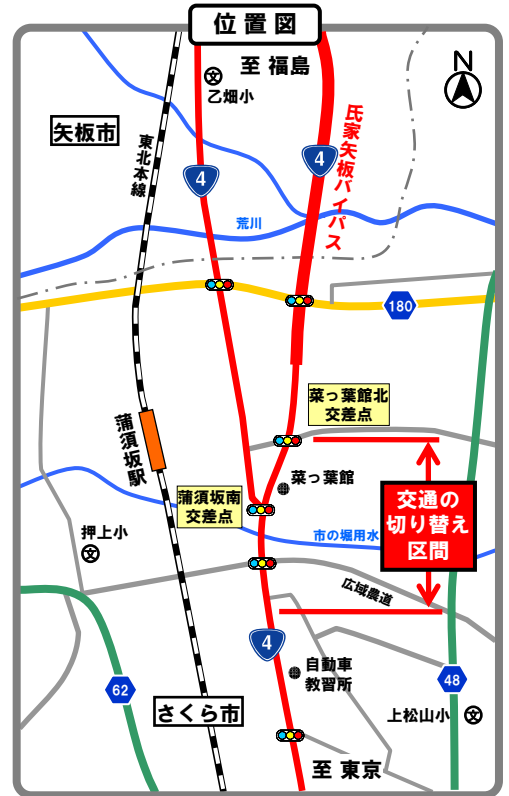 位置図
至 福島
乙畑小
N
矢板市
東北本線
4
4
氏家矢板バイパス
荒川
180
菜っ葉館北
交差点
蒲須坂駅
菜っ葉館
蒲須坂南
交差点
交通の
切り替え
区間
押上小
市の堀用水
広域農道
4
自動車
教習所
62
48
さくら市
上松山小
至 東京
文
文
文